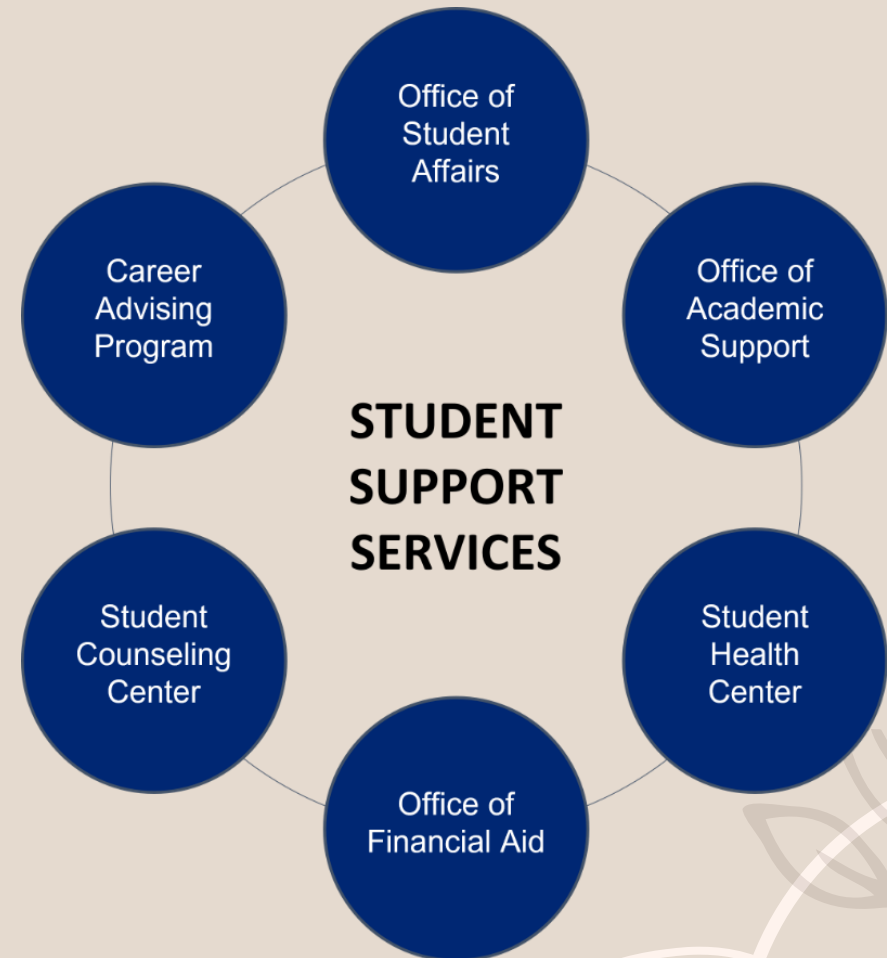 Office of
Student
Affairs
Career
Advising
Program
Office of
Academic
Support
STUDENT
SUPPORT
SERVICES
Student
Counseling
Center
Student
Health
Center
Office of
Financial Aid